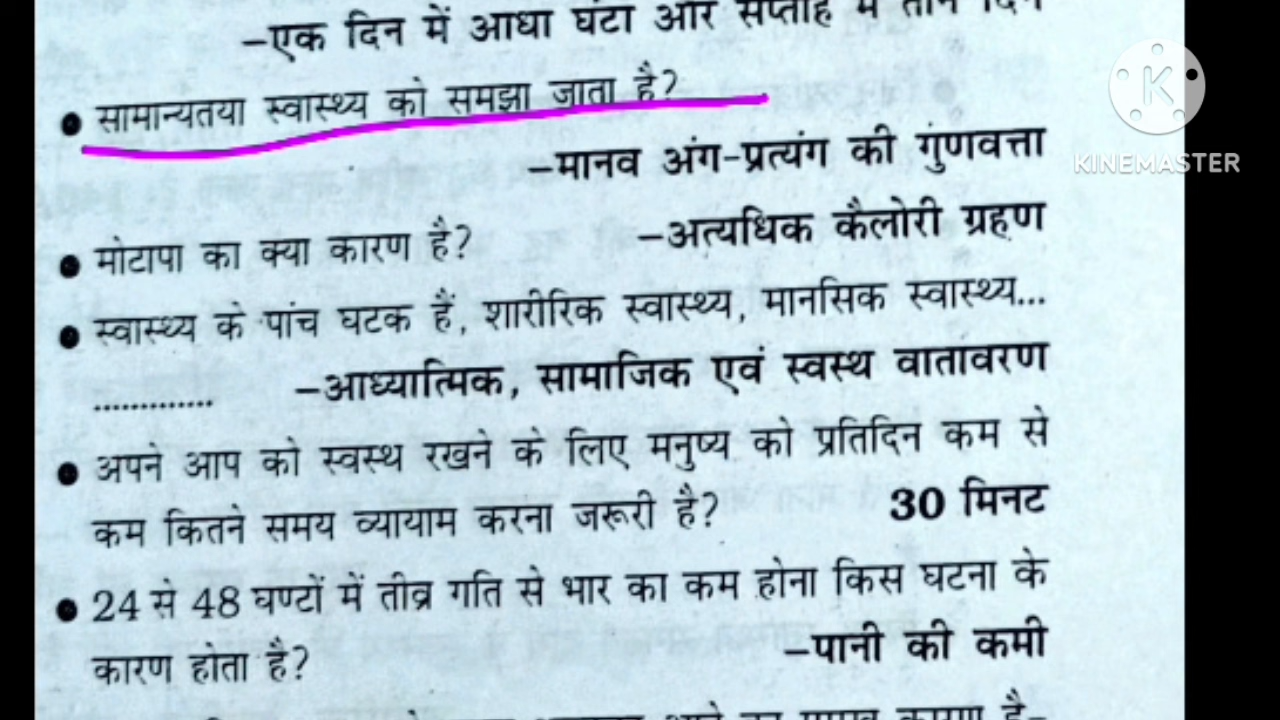 –एक दिन में आधा घंटा और सप्ताह में तीन दिन
• सामान्यतया स्वास्थ्य को समझा जाता है?
–मानव अंग-प्रत्यंग की गुंणवत्ता
• मोटापा का क्या कारण है? –अत्यधिक कैलोरी ग्रहण
• स्वास्थ्य के पांच घटक हैं, शारीरिक स्वास्थ्य, मानसिक स्वास्थ्य...
............. –आध्यात्मिक, सामाजिक एवं स्वस्थ वातावरण
• अपने आप को स्वस्थ रखने के लिए मनुष्य को प्रतिदिन कम से
कम कितने समय व्यायाम करना जरूरी है? 30 मिनट
• 24 से 48 घण्टों में तीव्र गति से भार का कम होना किस घटना के
कारण होता है? –पानी की कमी
K
KINEMASTER